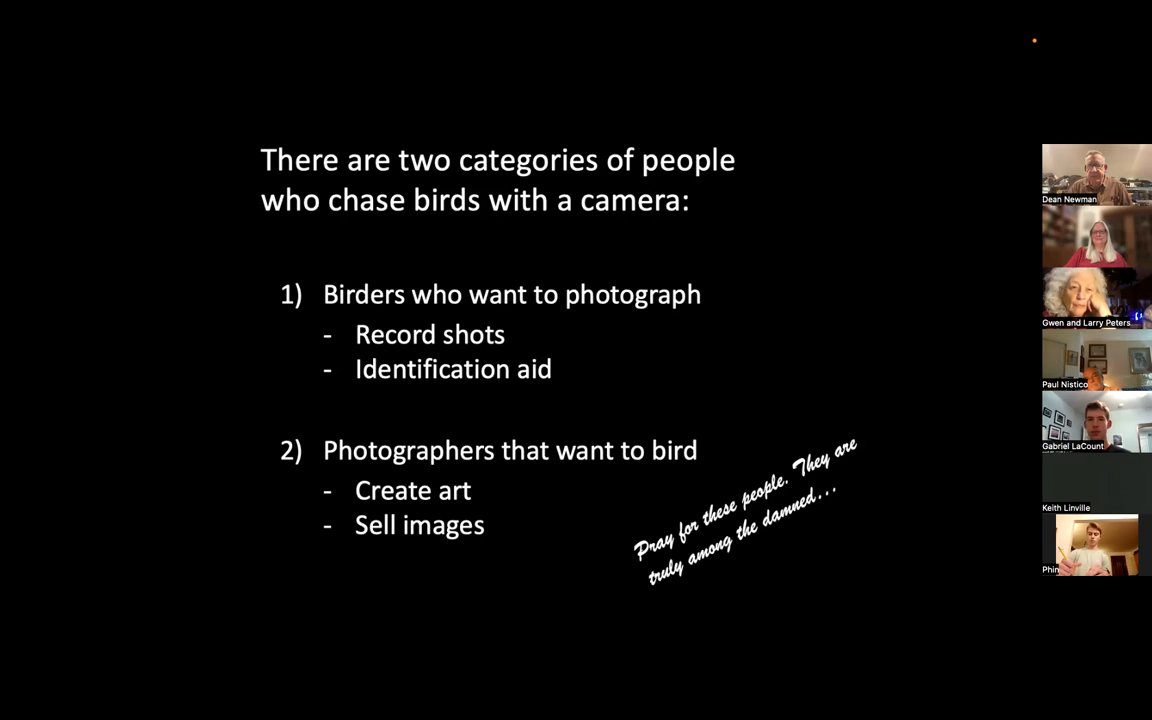 There are two categories of people
who chase birds with a camera:
1) Birders who want to photograph
- Record shots
- Identification aid
2) Photographers that want to bird
- Create art
- Sell images
Pray for these people. They are
truly among the damned...
Dean Newman
Gwen and Larry Peters
Paul Nistico
Gabriel LaCount
Keith Linville
Phin